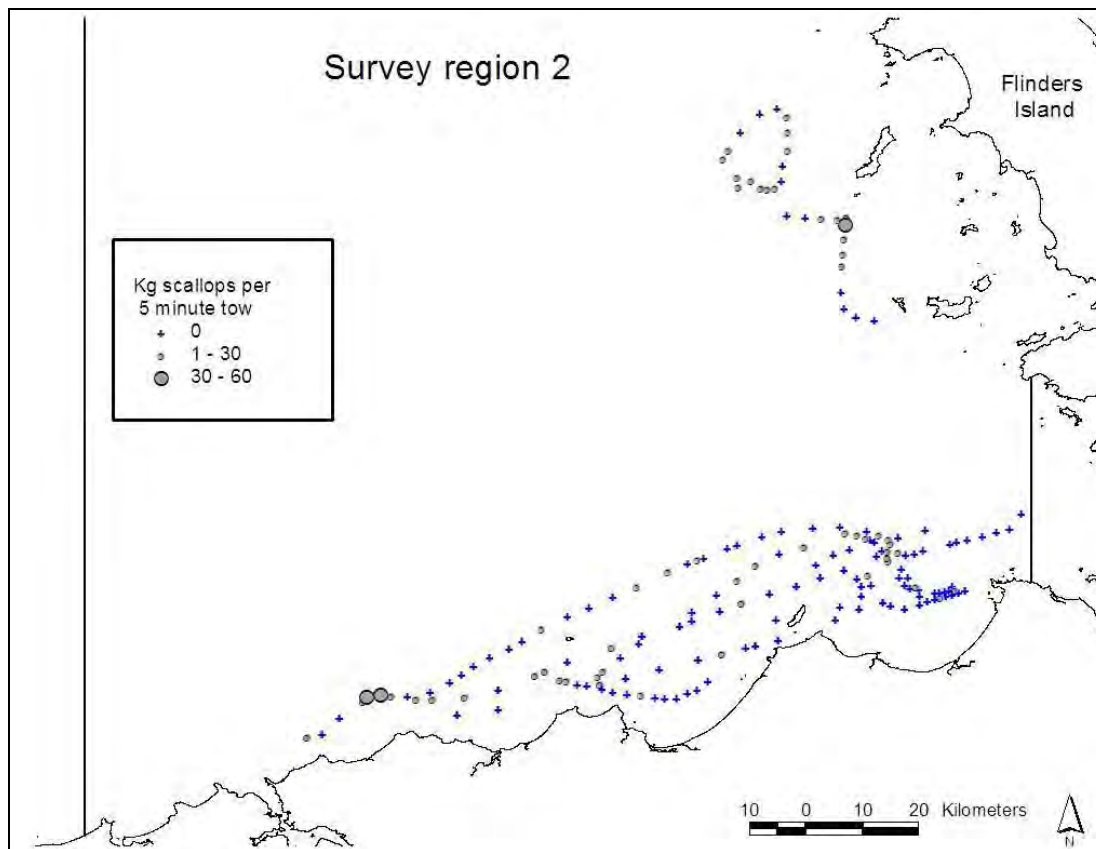 Survey region 2
Flinders
Island
Kg scallops per
5 minute tow
0
1 - 30
30 - 60
10 0 10 20 Kilometers
N